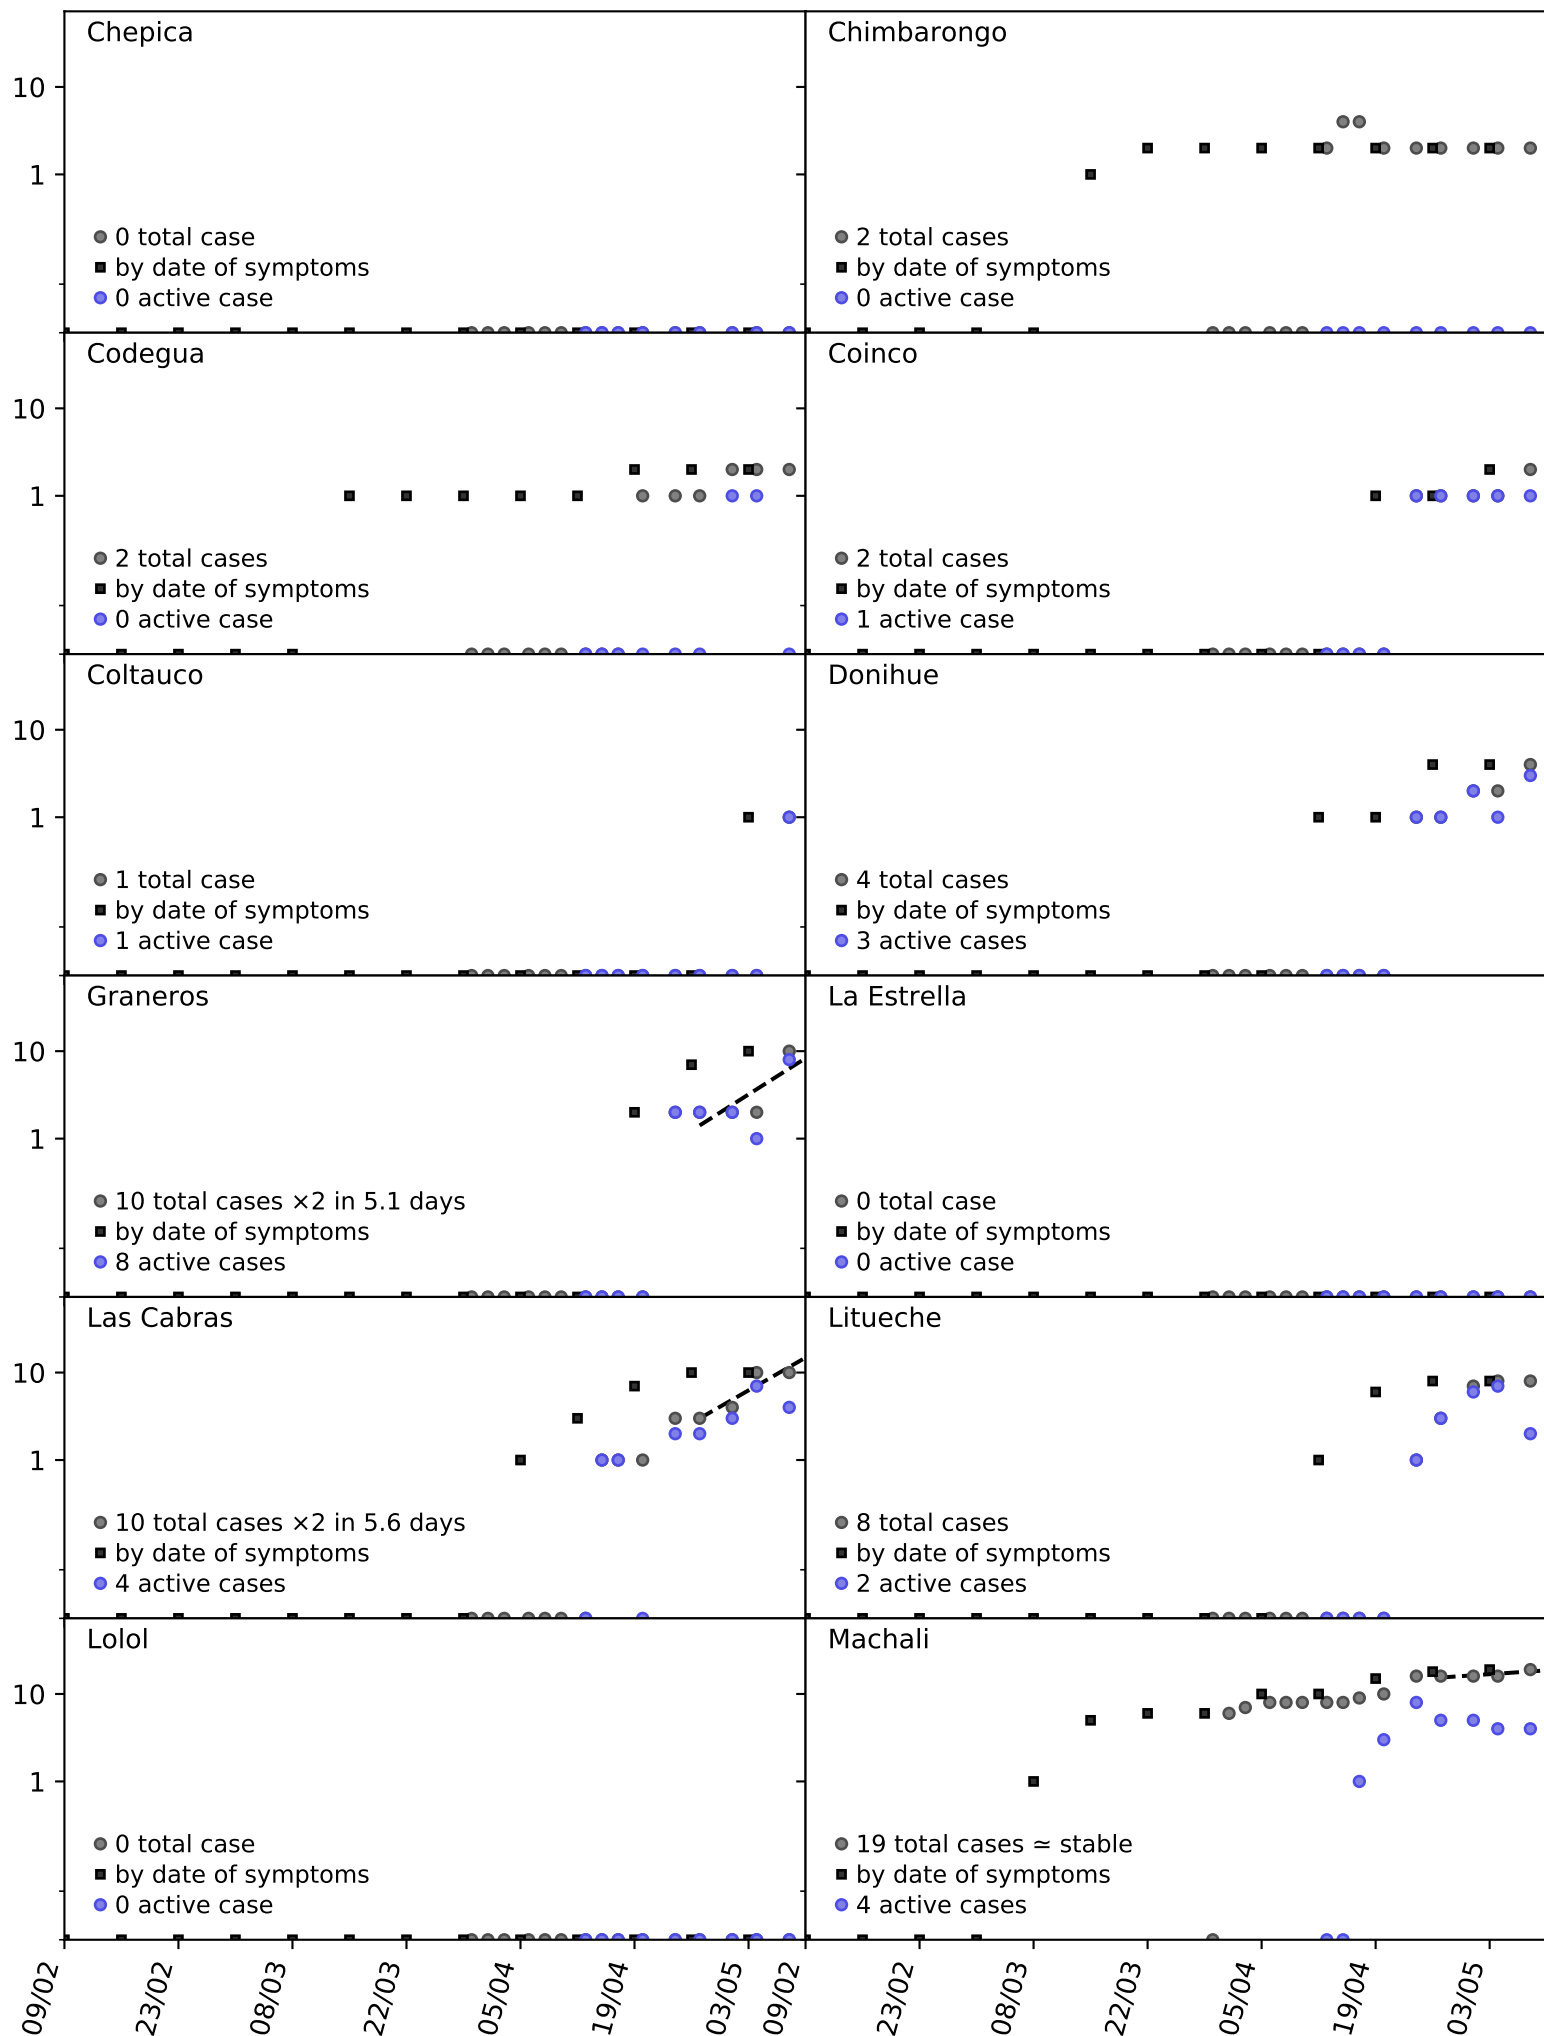 Chepica
10
1
0 total case
by date of symptoms
0 active case
Chimbarongo
2 total cases
by date of symptoms
0 active case
Codegua
10
1
2 total cases
by date of symptoms
0 active case
Coinco
2 total cases
by date of symptoms
1 active case
Coltauco
10
1
1 total case
by date of symptoms
1 active case
Donihue
4 total cases
by date of symptoms
3 active cases
Graneros
10
1
10 total cases ×2 in 5.1 days
by date of symptoms
8 active cases
La Estrella
0 total case
by date of symptoms
0 active case
Las Cabras
10
1
10 total cases ×2 in 5.6 days
by date of symptoms
4 active cases
Litueche
8 total cases
by date of symptoms
2 active cases
Lolol
10
1
0 total case
by date of symptoms
0 active case
Machali
19 total cases ≃ stable
by date of symptoms
4 active cases
09/02
23/02
08/03
22/03
05/04
19/04
03/05
09/02
23/02
08/03
22/03
05/04
19/04
03/05